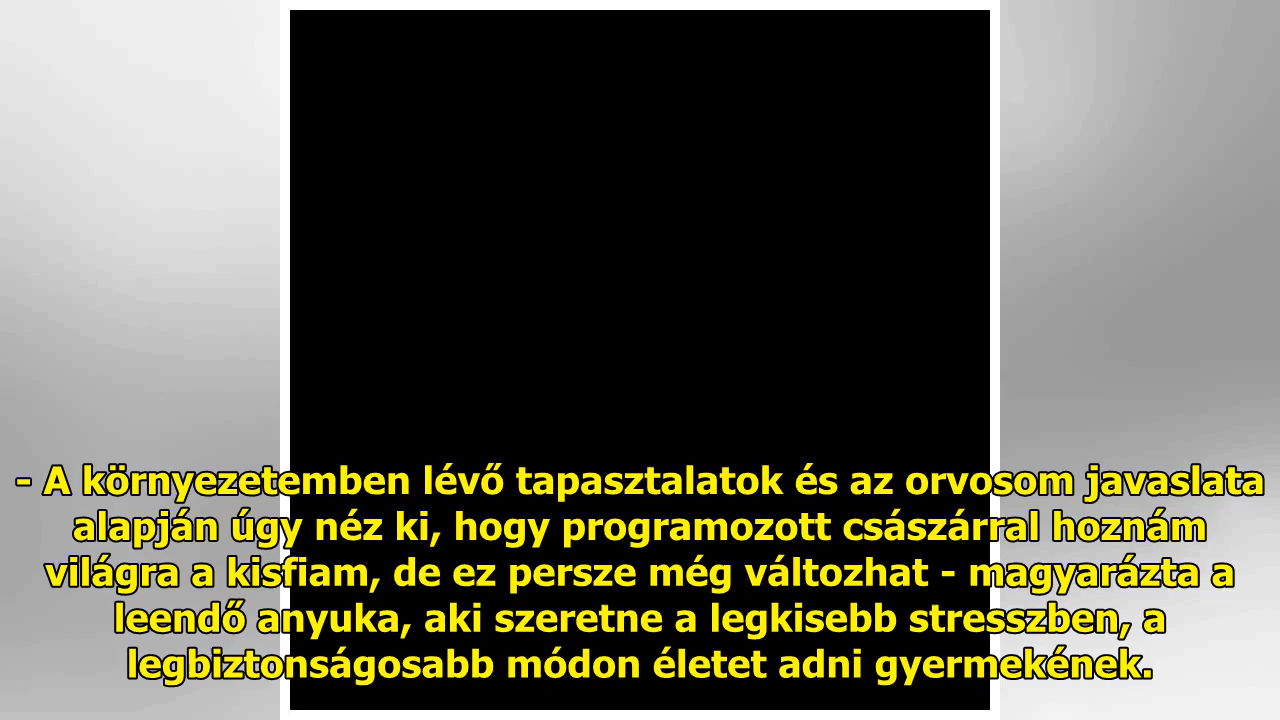 - A környezetemben lévő tapasztalatok és az orvosom javaslata
alapján úgy néz ki, hogy programozott császárral hoznám
világra a kisfiam, de ez persze még változhat - magyarázta a
leendő anyuka, aki szeretne a legkisebb stresszben, a
legbiztonságosabb módon életet adni gyermekének.